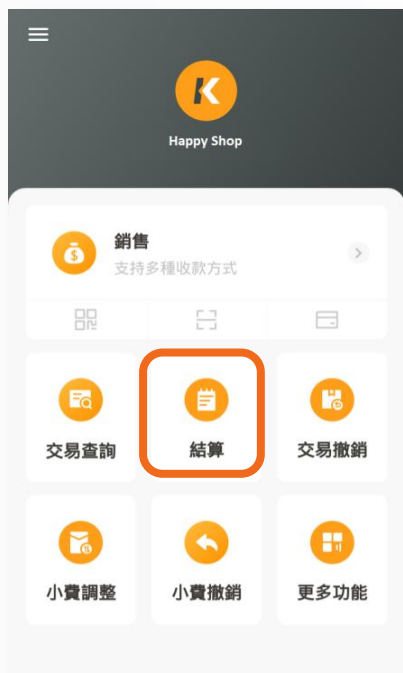 Happy Shop
銷售
支持多種收款方式
交易查詢
結算
交易撤銷
小費調整
小費撤銷
更多功能